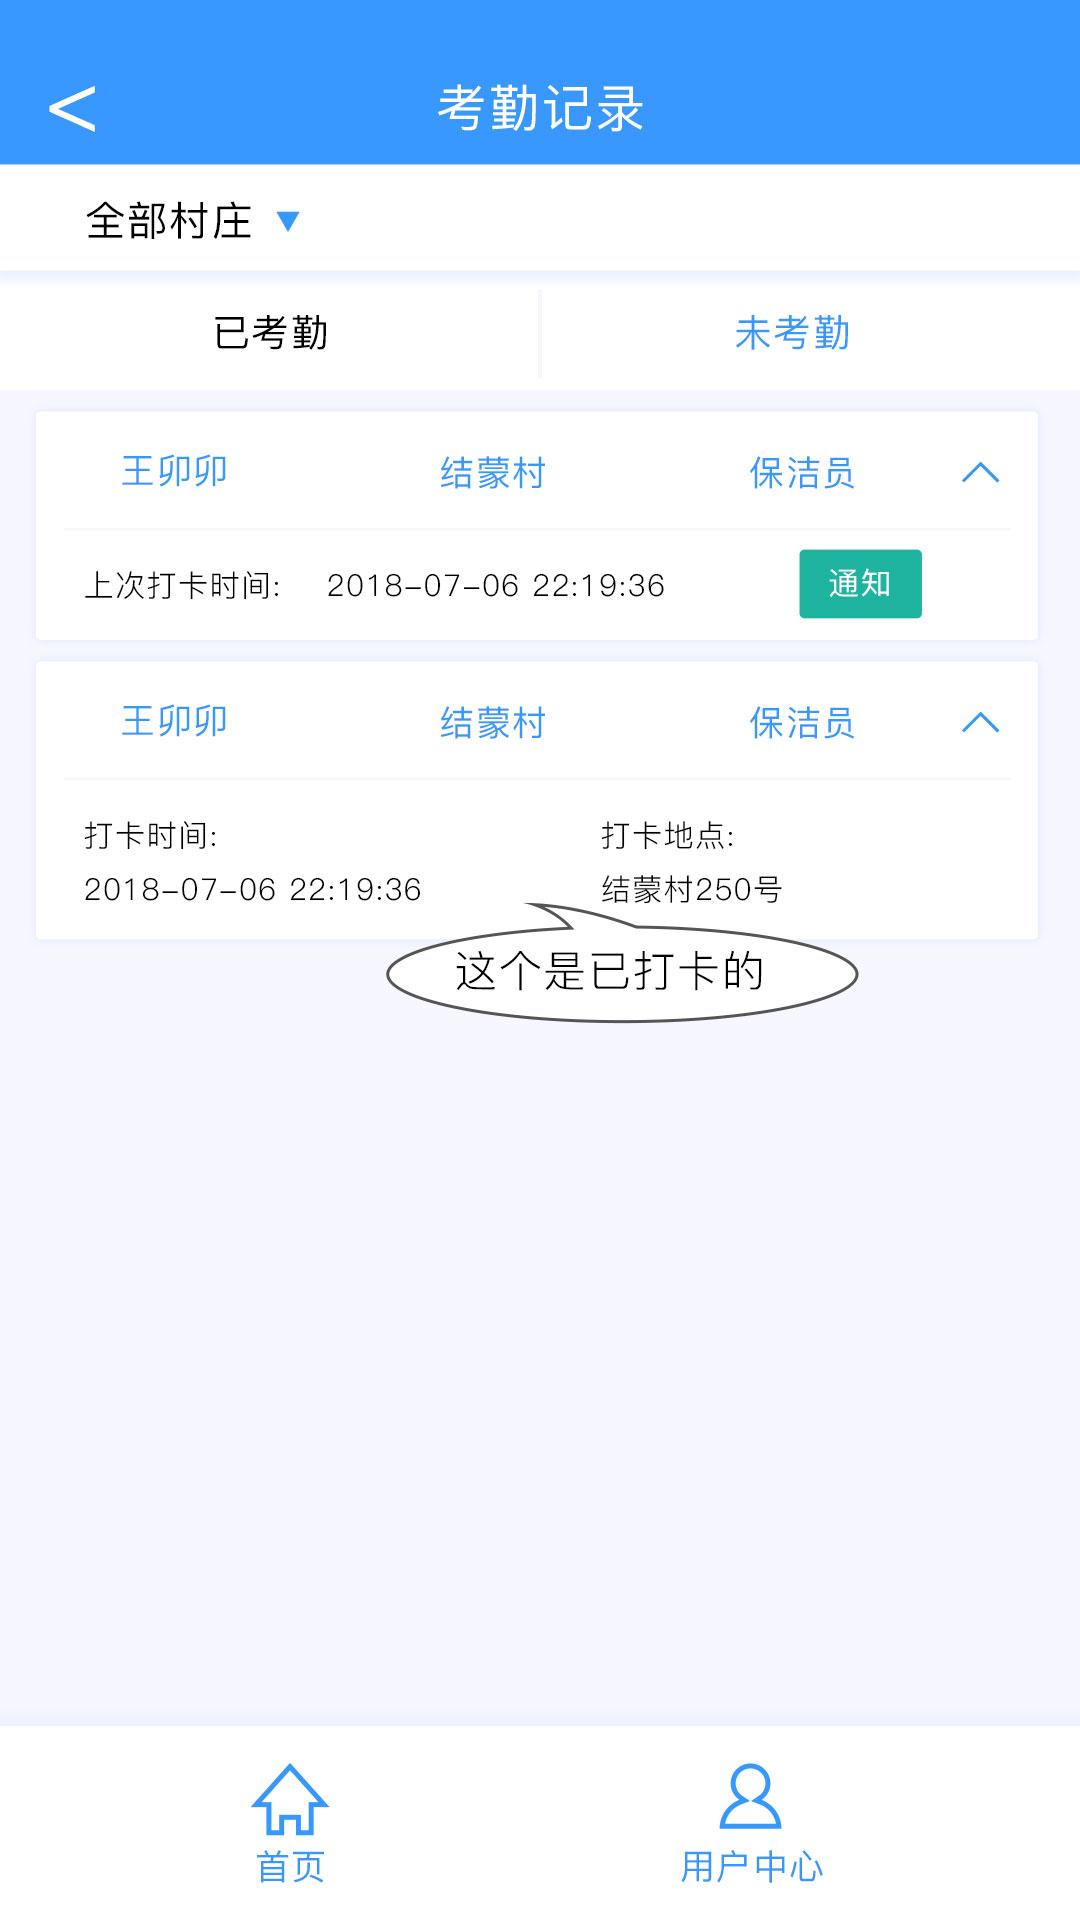 考勤记录
全部村庄
已考勤 未考勤
王卯卯 结蒙村 保洁员
上次打卡时间: 2018-07-06 22:19:36 通知
王卯卯 结蒙村 保洁员
打卡时间: 打卡地点:
2018-07-06 22:19:36 结蒙村250号
这个是已打卡的
首页 用户中心